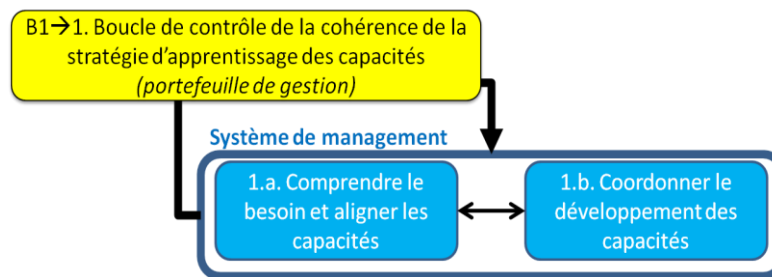 B1→1. Boucle de contrôle de la cohérence de la
stratégie d'apprentissage des capacités
(portefeuille de gestion)
Système de management
1.a. Comprendre le
besoin et aligner les
capacités
1.b. Coordonner le
développement des
capacités